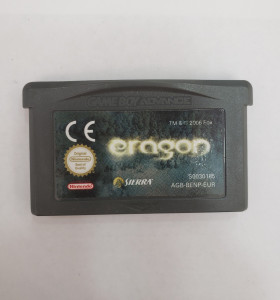 GAME BOY ADVANCE
TM & © 2006 Fox
CE
eragon
Nintendo
SIERRA
AGB-BENP-EUR